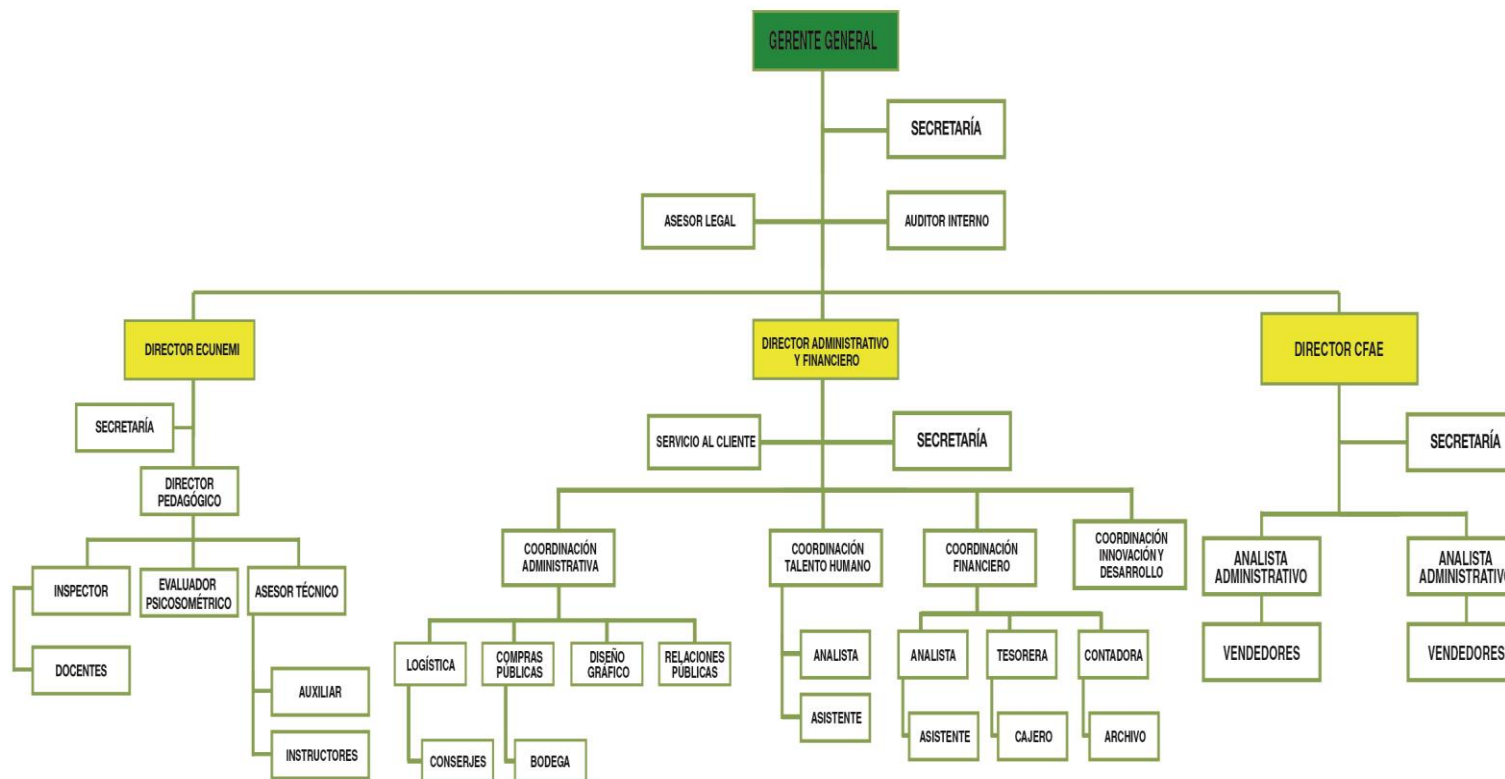 GERENTE GENERAL
SECRETARÍA
ASESOR LEGAL
AUDITOR INTERNO
DIRECTOR ECUNEMI
DIRECTOR ADMINISTRATIVO
Y FINANCIERO
DIRECTOR CFAE
SECRETARÍA
SERVICIO AL CLIENTE
SECRETARÍA
SECRETARÍA
DIRECTOR
PEDAGÓGICO
COORDINACIÓN
ADMINISTRATIVA
COORDINACIÓN
TALENTO HUMANO
COORDINACIÓN
FINANCIERO
COORDINACIÓN
INNOVACIÓN Y
DESARROLLO
ANALISTA
ADMINISTRATIVO
ANALISTA
ADMINISTRATIVO
INSPECTOR
EVALUADOR
PSICOSOMÉTRICO
ASESOR TÉCNICO
DOCENTES
AUXILIAR
INSTRUCTORES
LOGÍSTICA
COMPRAS
PÚBLICAS
DISEÑO
GRÁFICO
RELACIONES
PÚBLICAS
CONSERJES
BODEGA
ANALISTA
ASISTENTE
ANALISTA
TESORERA
CONTADORA
ASISTENTE
CAJERO
ARCHIVO
VENDEDORES
VENDEDORES